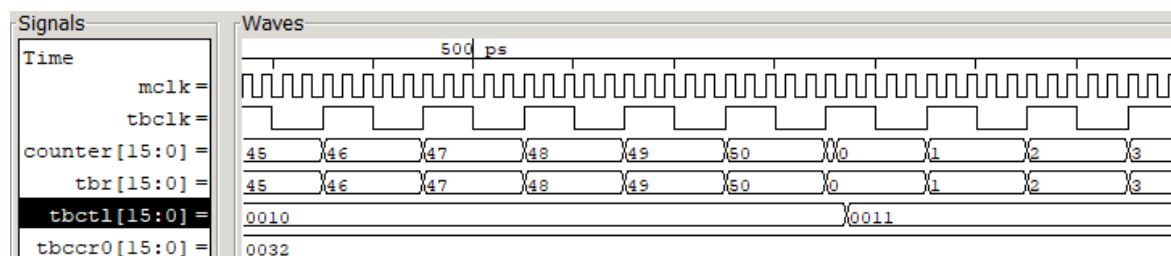 Signals Waves
Time 500 ps
mclk=
tbclk=
counter[15:0]= 45 46 47 48 49 50 0 1 2 3
tbr[15:0]= 45 46 47 48 49 50 0 1 2 3
tbctl[15:0]= 0010 0011
tbccr0[15:0]= 0032